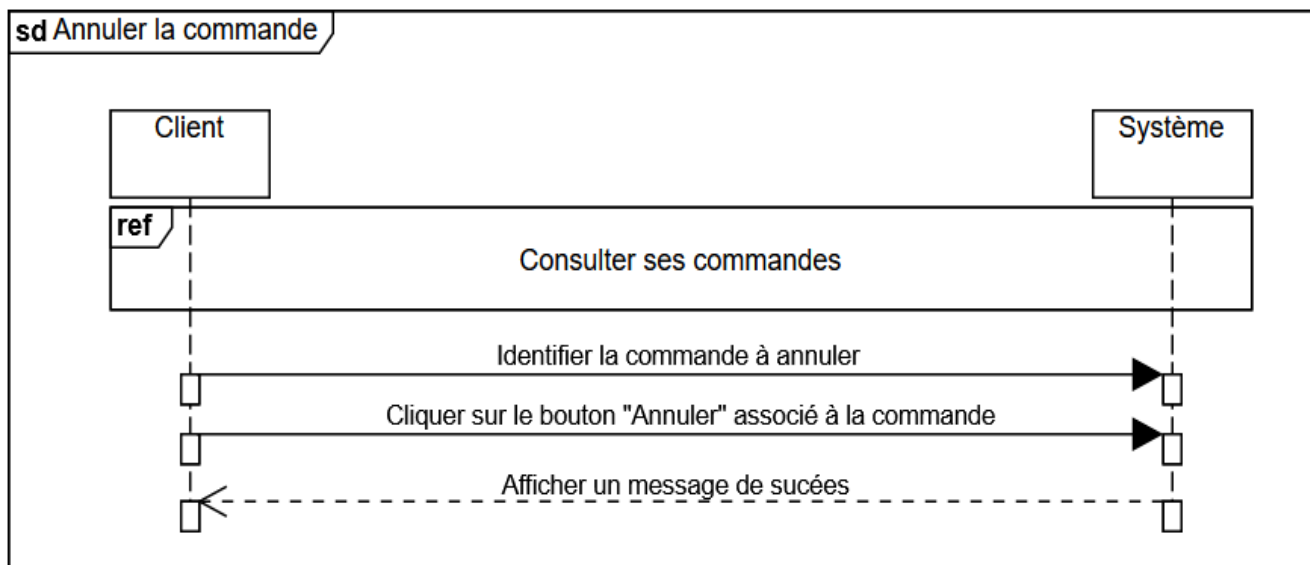 sd Annuler la commande
Client
Système
ref
Consulter ses commandes
Identifier la commande à annuler
Cliquer sur le bouton "Annuler" associé à la commande
Afficher un message de sucées